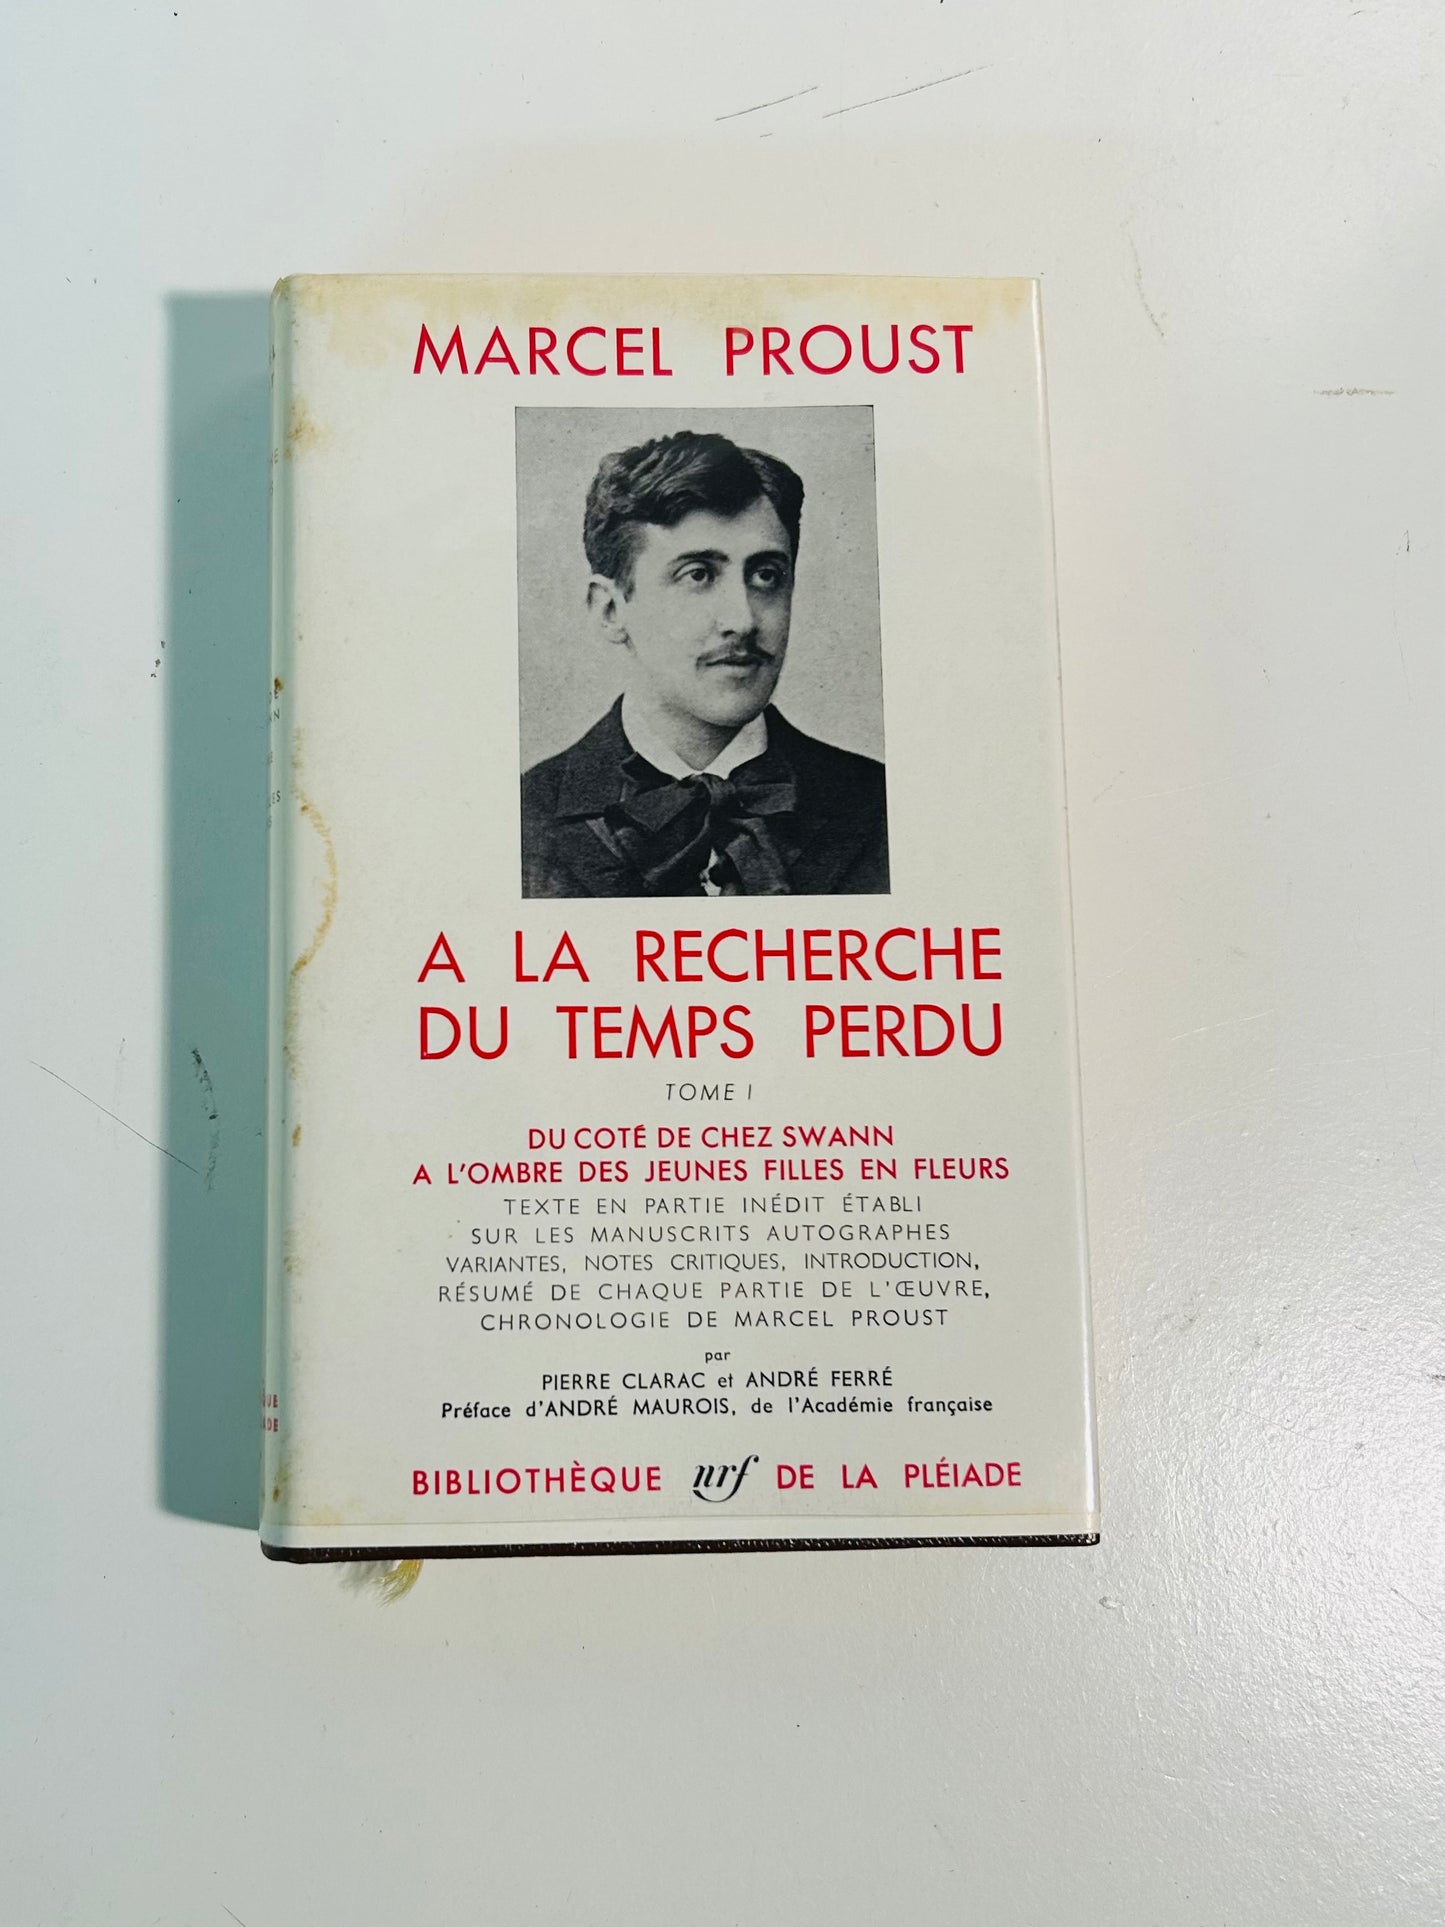 MARCEL PROUST
A LA RECHERCHE
DU TEMPS PERDU
TOME I
DU COTÉ DE CHEZ SWANN
A L'OMBRE DES JEUNES FILLES EN FLEURS
TEXTE EN PARTIE INÉDIT ÉTABLI
SUR LES MANUSCRITS AUTOGRAPHES
VARIANTES, NOTES CRITIQUES, INTRODUCTION,
RÉSUMÉ DE CHAQUE PARTIE DE L'ŒUVRE,
CHRONOLOGIE DE MARCEL PROUST
par
PIERRE CLARAC et ANDRÉ FERRÉ
Préface d'ANDRÉ MAUROIS, de l'Académie française
BIBLIOTHÈQUE nrf DE LA PLÉIADE